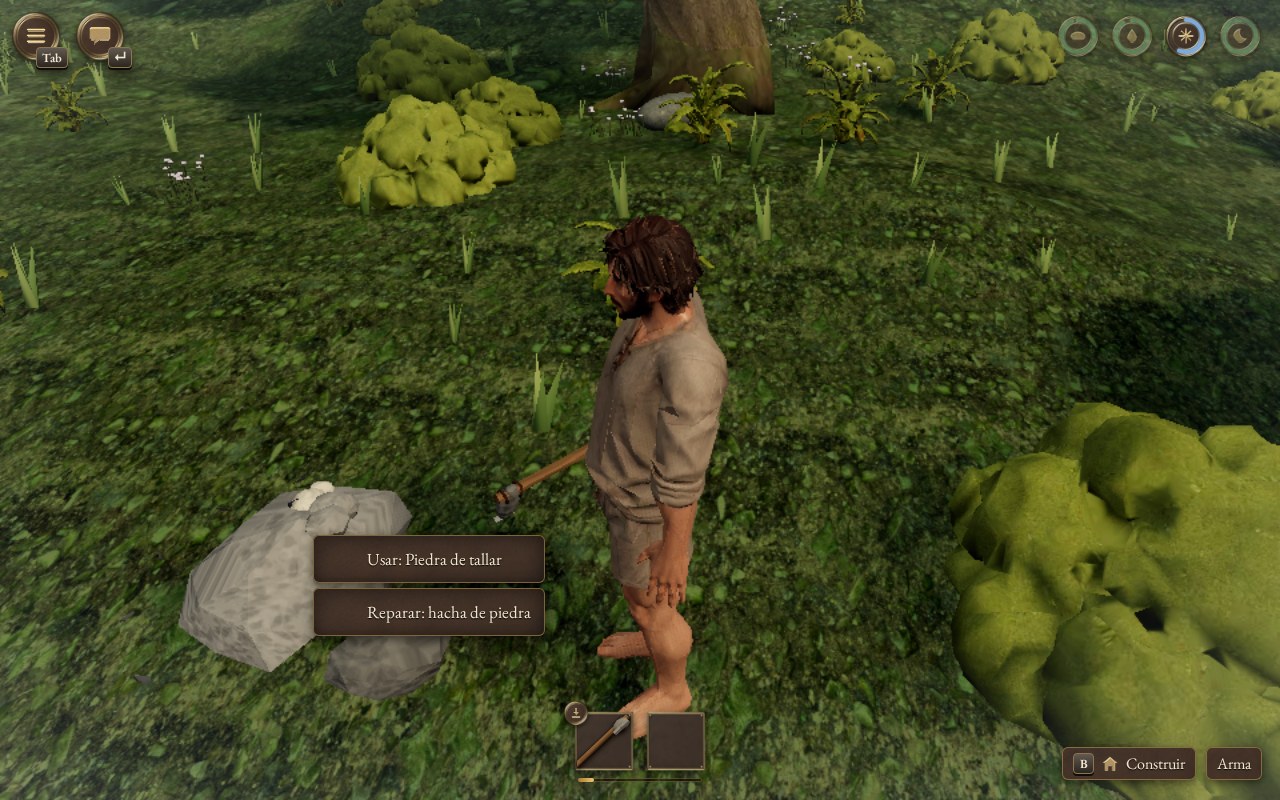 Tab
↵
Usar: Piedra de tallar
Reparar: hacha de piedra
B Construir
Arma